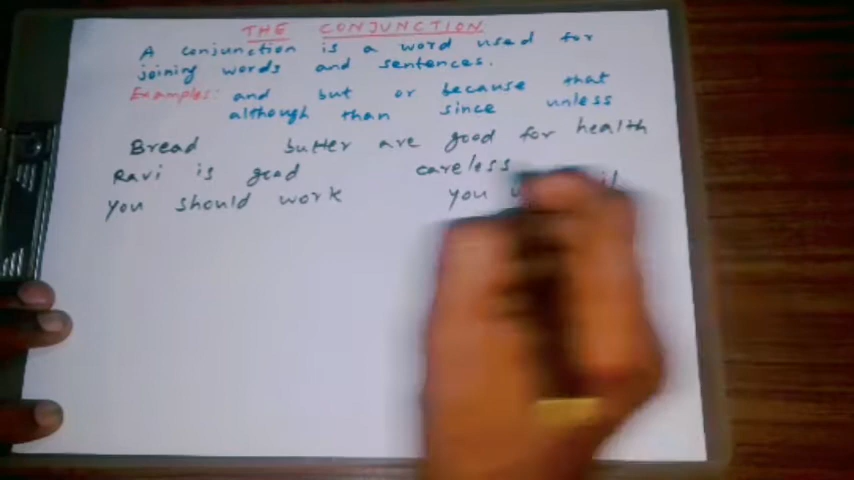 THE CONJUNCTION
A conjunction is a word used for
joining words and sentences.
Examples: and but or because that
although than since unless
Bread butter are good for health
Ravi is good careless
you should work you